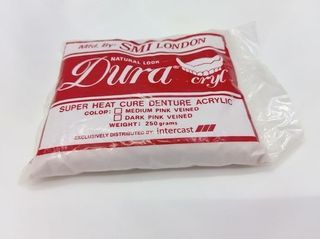 Mfd. By: SMI LONDON
NATURAL LOOK
Dura cryl
SUPER HEAT CURE DENTURE ACRYLIC
COLOR: MEDIUM PINK VEINED
DARK PINK VEINED
WEIGHT: 250 grams
EXCLUSIVELY DISTRIBUTED BY: intercast